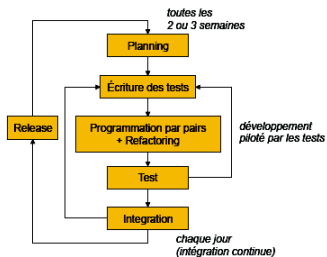 toutes les
2 ou 3 semaines
Planning
Écriture des tests
Release
Programmation par pairs
+ Refactoring
développement
piloté par les tests
Test
Integration
chaque jour
(intégration continue)